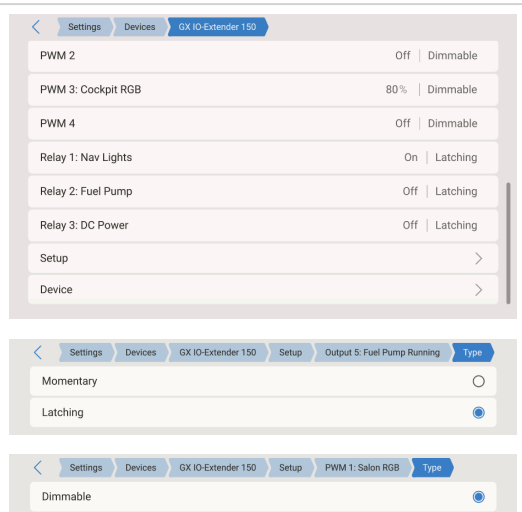 Settings Devices GX IO-Extender 150
PWM 2 Off Dimmable
PWM 3: Cockpit RGB 80% Dimmable
PWM 4 Off Dimmable
Relay 1: Nav Lights On Latching
Relay 2: Fuel Pump Off Latching
Relay 3: DC Power Off Latching
Setup
Device
Settings Devices GX IO-Extender 150 Setup Output 5: Fuel Pump Running Type
Momentary
Latching
Settings Devices GX IO-Extender 150 Setup PWM 1: Salon RGB Type
Dimmable